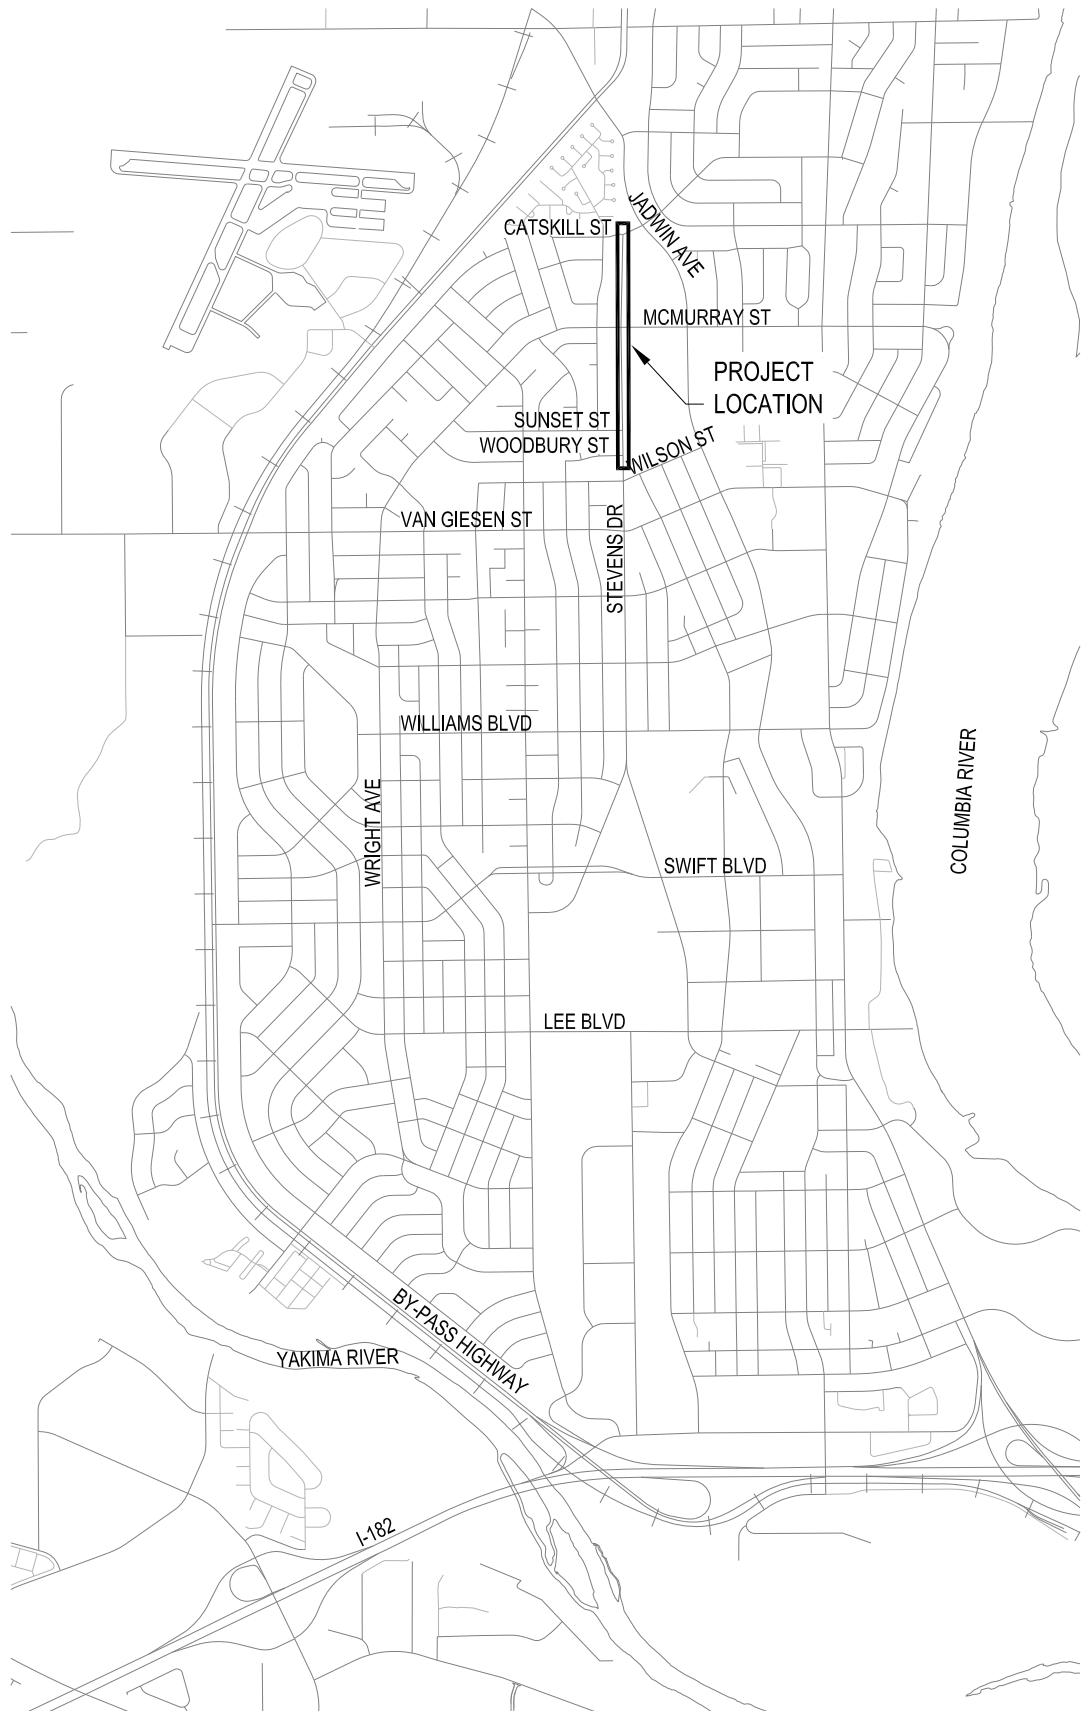 JADWIN AVE
CATSKILL ST
MCMURRAY ST
PROJECT
LOCATION
SUNSET ST
WOODBURY ST
WILSON ST
VAN GIESEN ST
STEVENS DR
WILLIAMS BLVD
WRIGHT AVE
COLUMBIA RIVER
SWIFT BLVD
LEE BLVD
BY-PASS HIGHWAY
YAKIMA RIVER
I-182